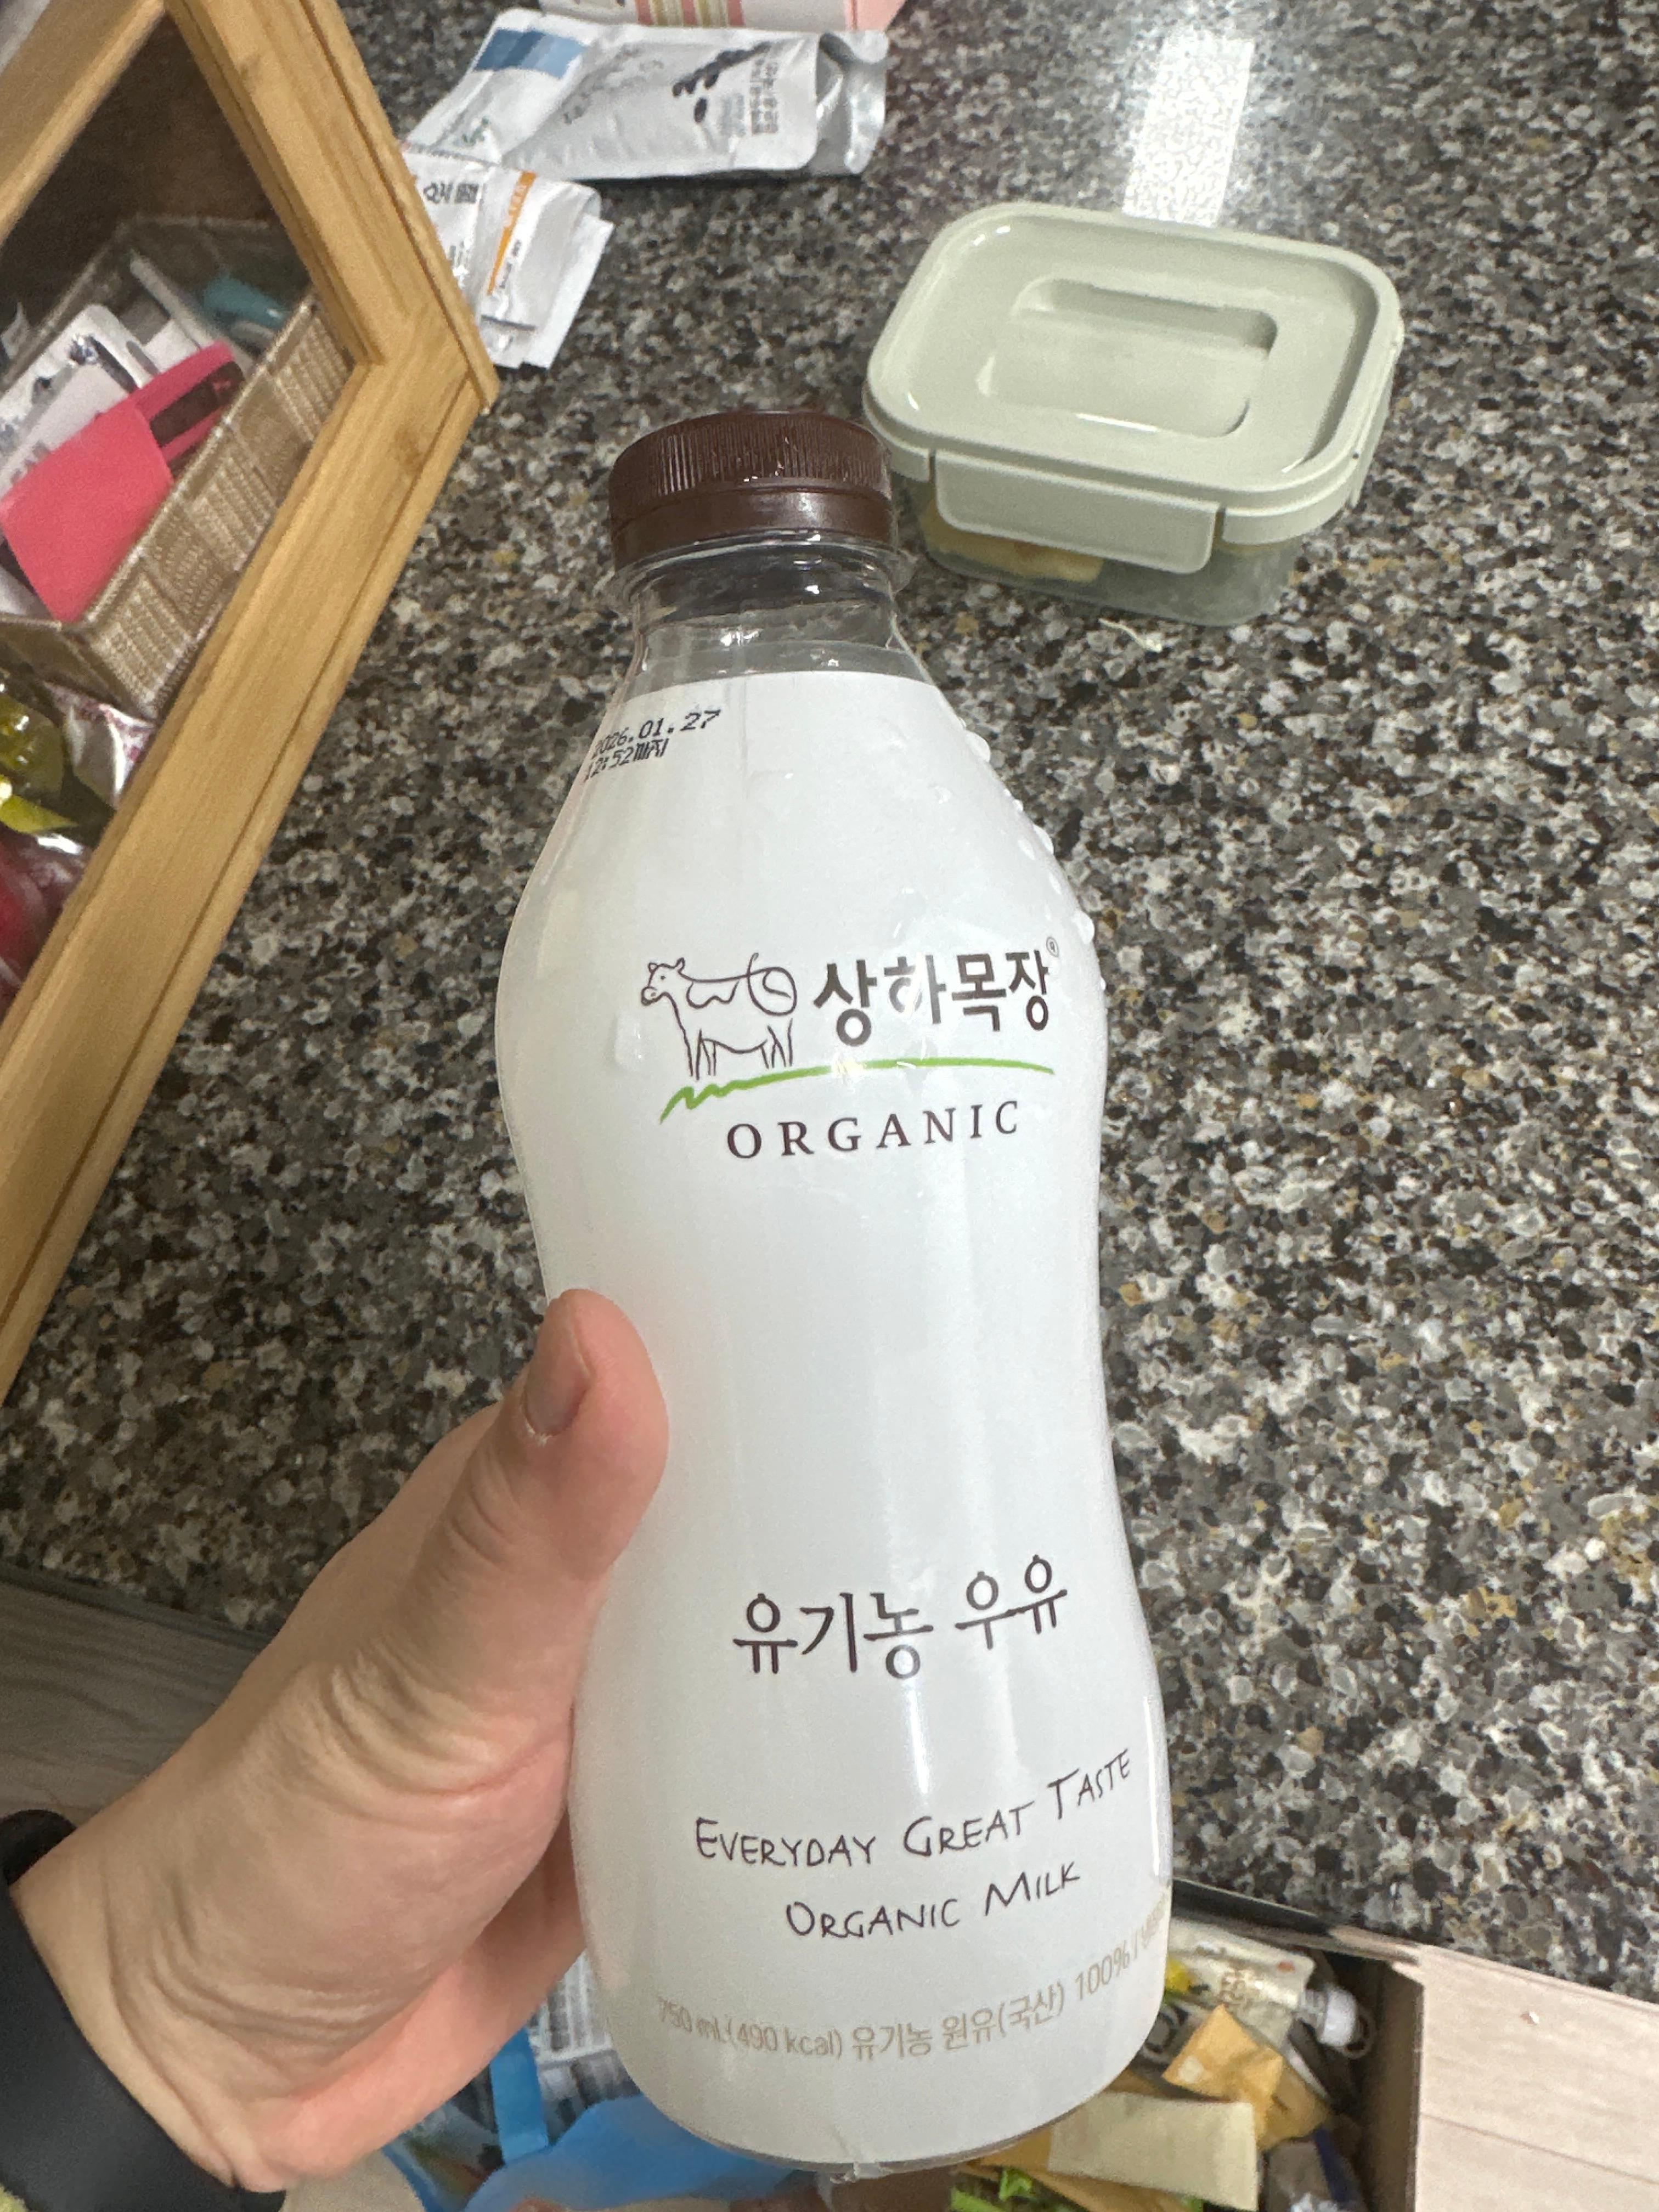 2026.01.27
12:52까지
상하목장®
ORGANIC
유기농 우유
EVERYDAY GREAT TASTE
ORGANIC MILK
750 mL (490 kcal) 유기농 원유(국산) 100% |